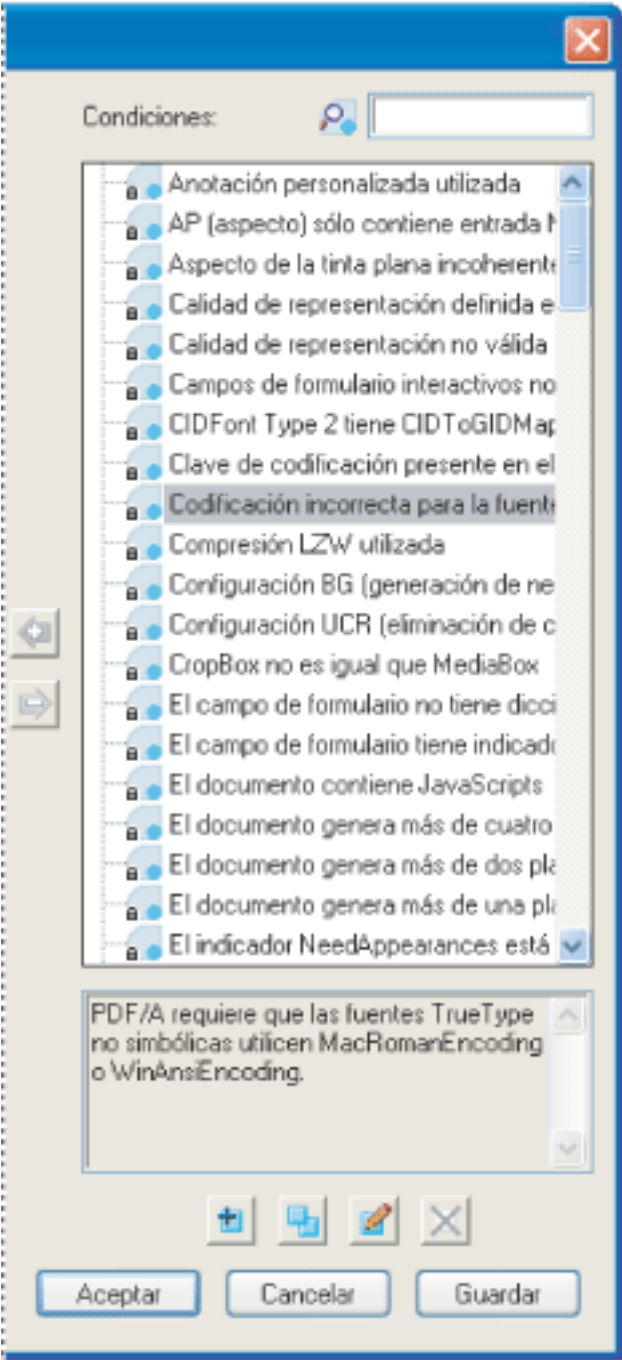 Condiciones:
Anotación personalizada utilizada
AP (aspecto) sólo contiene entrada
Aspecto de la tinta plana incoherente
Calidad de representación definida e
Calidad de representación no válida
Campos de formulario interactivos no
CIDFont Type 2 tiene CIDToGIDMap
Clave de codificación presente en el
Codificación incorrecta para la fuente
Compresión LZW utilizada
Configuración BG (generación de ne
Configuración UCR (eliminación de c
CropBox no es igual que MediaBox
El campo de formulario no tiene dicci
El campo de formulario tiene indicado
El documento contiene JavaScripts
El documento genera más de cuatro
El documento genera más de dos pla
El documento genera más de una pla
El indicador NeedAppearances está
PDF/A requiere que las fuentes TrueType
no simbólicas utilicen MacRomanEncoding
o WinAnsiEncoding.
Aceptar Cancelar Guardar